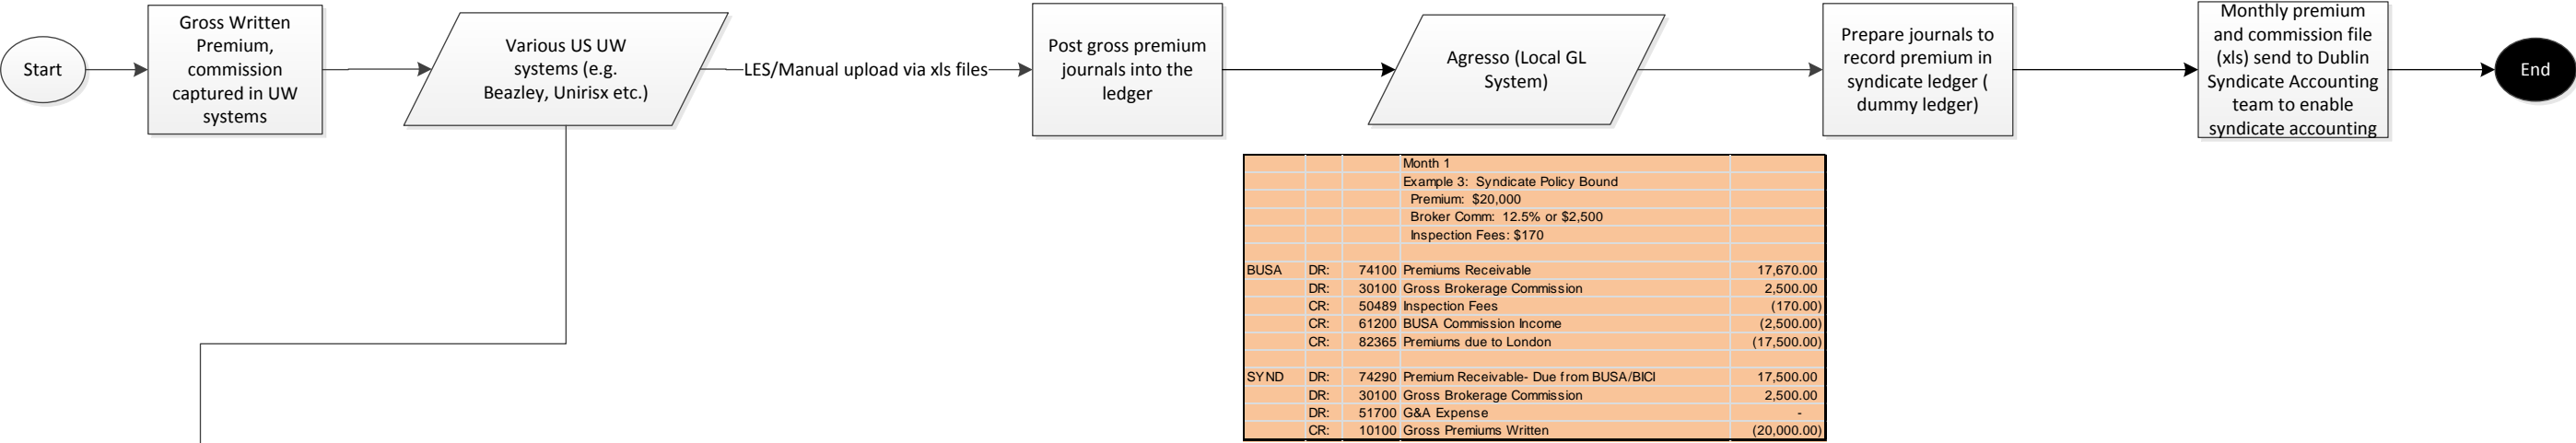 Start
Gross Written
Premium,
commission
captured in UW
systems
Various US UW
systems (e.g.
Beazley, Unirisx etc.)
LES/Manual upload via xls files
Post gross premium
journals into the
ledger
Agresso (Local GL
System)
Prepare journals to
record premium in
syndicate ledger (
dummy ledger)
Monthly premium
and commission file
(xls) send to Dublin
Syndicate Accounting
team to enable
syndicate accounting
End
Month 1
Example 3: Syndicate Policy Bound
Premium: $20,000
Broker Comm: 12.5% or $2,500
Inspection Fees: $170
BUSA DR: 74100 Premiums Receivable 17,670.00
DR: 30100 Gross Brokerage Commission 2,500.00
CR: 50489 Inspection Fees (170.00)
CR: 61200 BUSA Commission Income (2,500.00)
CR: 82365 Premiums due to London (17,500.00)
SYND DR: 74290 Premium Receivable- Due from BUSA/BICI 17,500.00
DR: 30100 Gross Brokerage Commission 2,500.00
DR: 51700 G&A Expense -
CR: 10100 Gross Premiums Written (20,000.00)